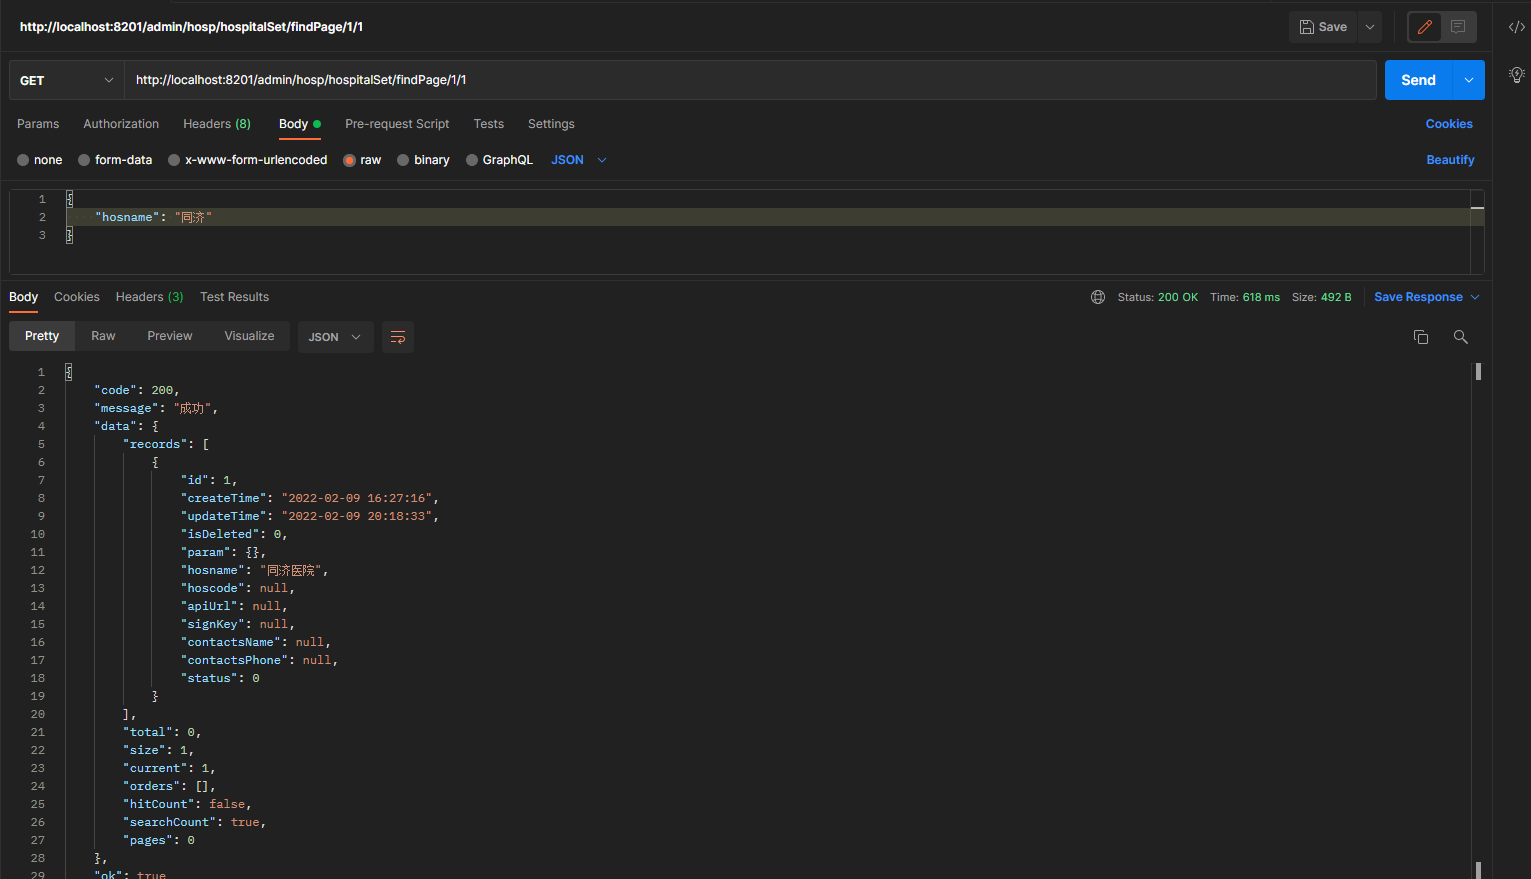 http://localhost:8201/admin/hosp/hospitalSet/findPage/1/1
Save
GET http://localhost:8201/admin/hosp/hospitalSet/findPage/1/1 Send
Params Authorization Headers (8) Body Pre-request Script Tests Settings Cookies
none form-data x-www-form-urlencoded raw binary GraphQL JSON Beautify
1 {
2 "hosname": "同济"
3 }
Body Cookies Headers (3) Test Results Status: 200 OK Time: 618 ms Size: 492 B Save Response
Pretty Raw Preview Visualize JSON
1 {
2 "code": 200,
3 "message": "成功",
4 "data": {
5 "records": [
6 {
7 "id": 1,
8 "createTime": "2022-02-09 16:27:16",
9 "updateTime": "2022-02-09 20:18:33",
10 "isDeleted": 0,
11 "param": {},
12 "hosname": "同济医院",
13 "hoscode": null,
14 "apiUrl": null,
15 "signKey": null,
16 "contactsName": null,
17 "contactsPhone": null,
18 "status": 0
19 }
20 ],
21 "total": 0,
22 "size": 1,
23 "current": 1,
24 "orders": [],
25 "hitCount": false,
26 "searchCount": true,
27 "pages": 0
28 },
29 "ok": true